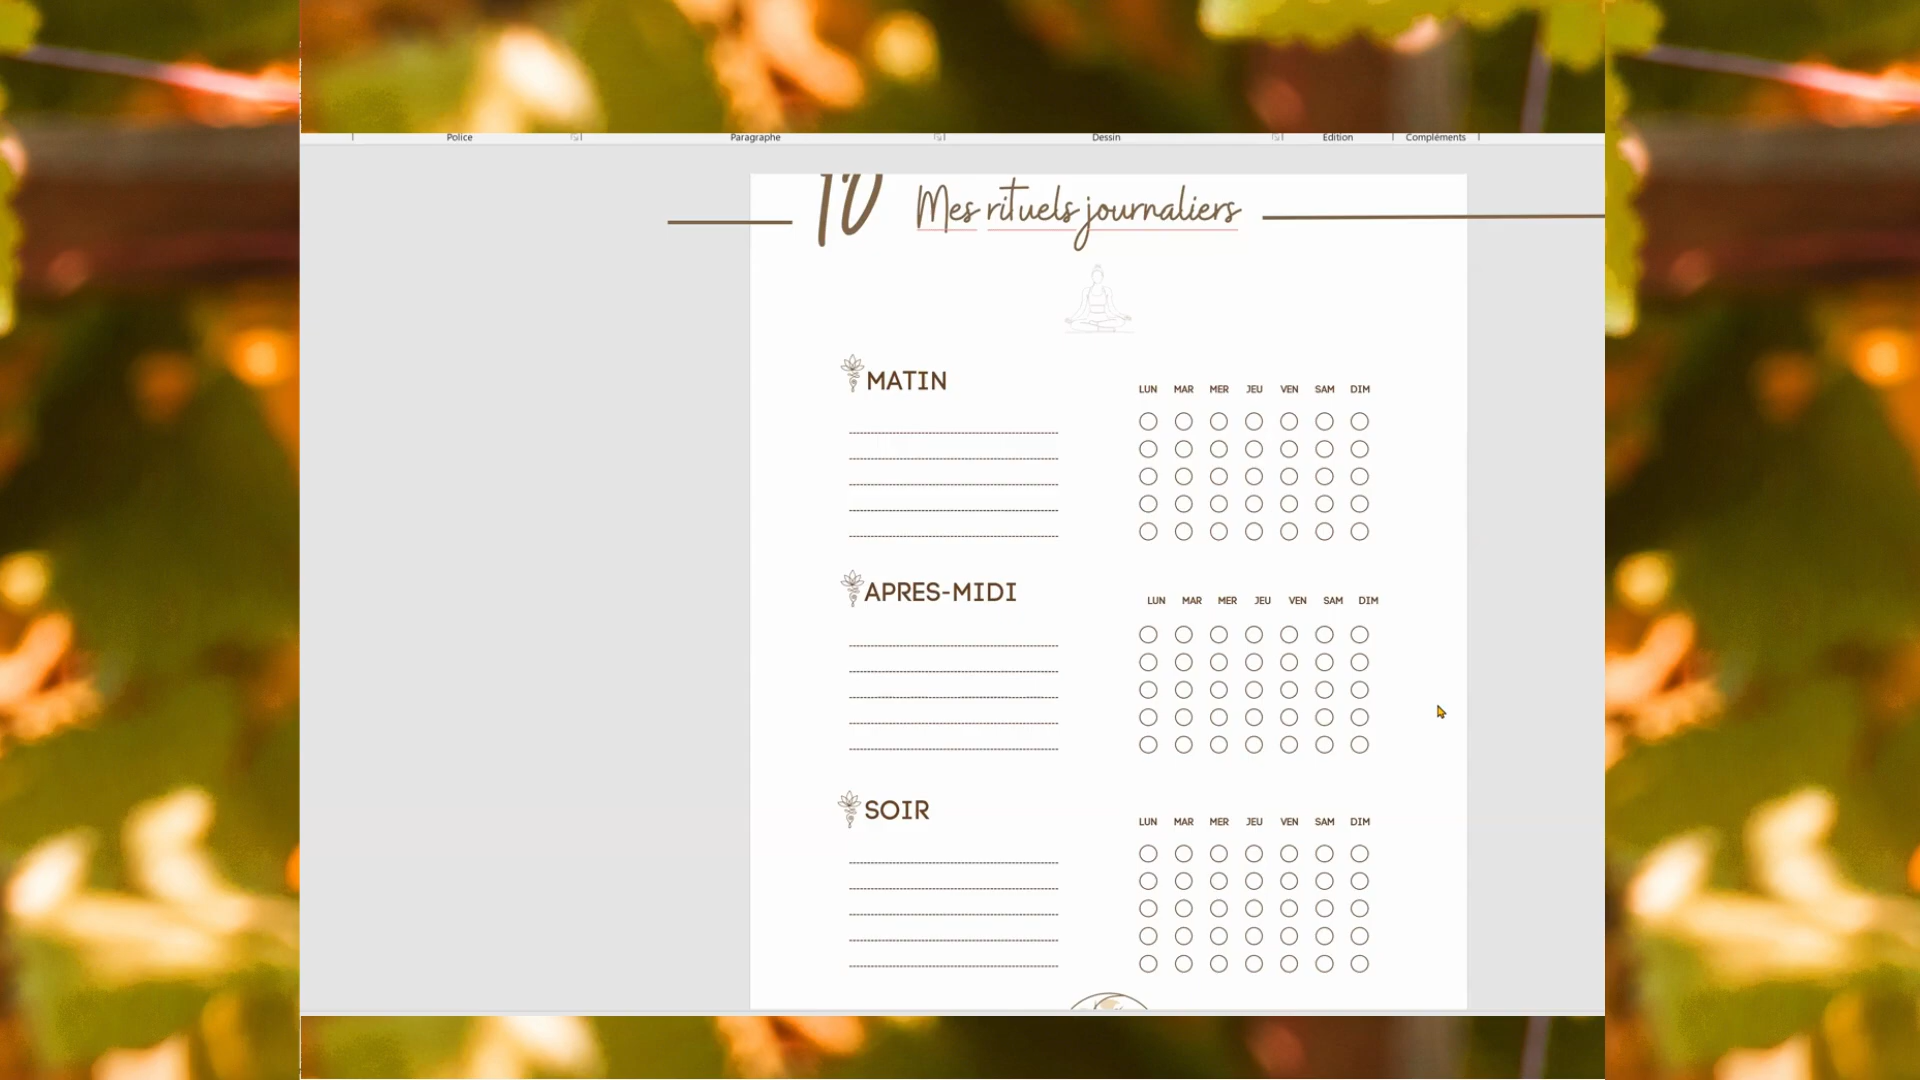 Police Paragraphe Dessin Edition Compléments
10 Mes rituels journaliers
MATIN
LUN MAR MER JEU VEN SAM DIM
APRES-MIDI
LUN MAR MER JEU VEN SAM DIM
SOIR
LUN MAR MER JEU VEN SAM DIM